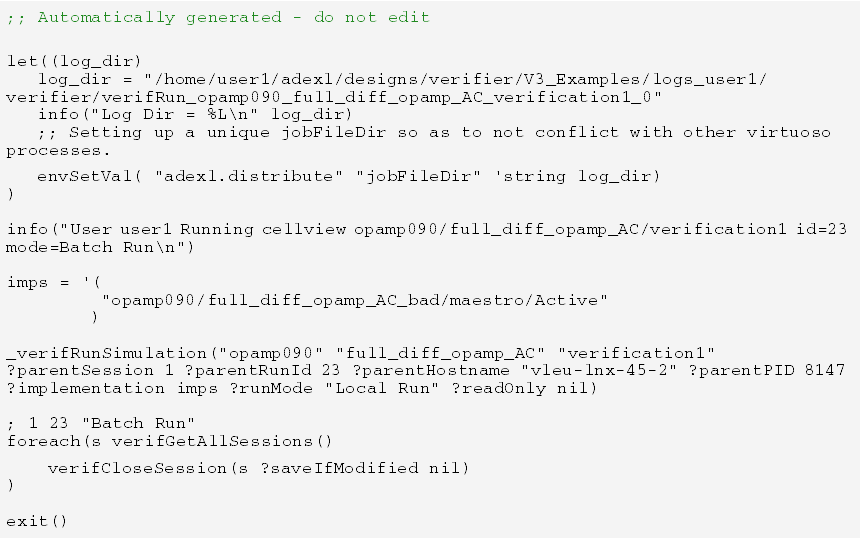 ;; Automatically generated - do not edit
let((log_dir)
log_dir = "/home/user1/adexl/designs/verifier/V3_Examples/logs_user1/
verifier/verifRun_opamp090_full_diff_opamp_AC_verification1_0"
info("Log Dir = %L\n" log_dir)
;; Setting up a unique jobFileDir so as to not conflict with other virtuoso
processes.
envSetVal( "adexl.distribute" "jobFileDir" 'string log_dir)
)
info("User user1 Running cellview opamp090/full_diff_opamp_AC/verification1 id=23
mode=Batch Run\n")
imps = '(
"opamp090/full_diff_opamp_AC_bad/maestro/Active"
)
_verifRunSimulation("opamp090" "full_diff_opamp_AC" "verification1"
?parentSession 1 ?parentRunId 23 ?parentHostname "vleu-lnx-45-2" ?parentPID 8147
?implementation imps ?runMode "Local Run" ?readOnly nil)
; 1 23 "Batch Run"
foreach(s verifGetAllSessions()
verifCloseSession(s ?saveIfModified nil)
)
exit()